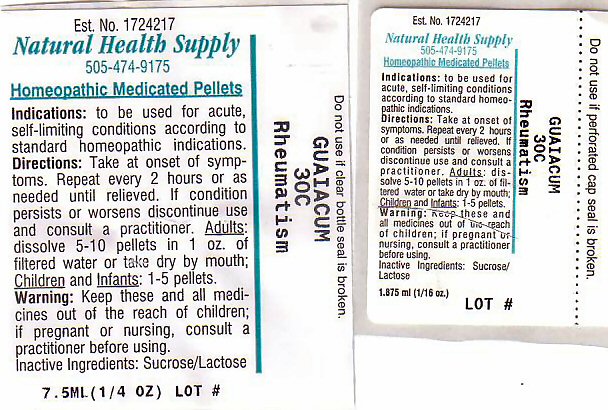 Est. No. 1724217
Natural Health Supply
505-474-9175
Homeopathic Medicated Pellets
Indications: to be used for acute,
self-limiting conditions according to
standard homeopathic indications.
Directions: Take at onset of symp-
toms. Repeat every 2 hours or as
needed until relieved. If condition
persists or worsens discontinue use
and consult a practitioner. Adults:
dissolve 5-10 pellets in 1 oz. of
filtered water or take dry by mouth;
Children and Infants: 1-5 pellets.
Warning: Keep these and all medi-
cines out of the reach of children;
if pregnant or nursing, consult a
practitioner before using.
Inactive Ingredients: Sucrose/Lactose
7.5ML(1/4 OZ) LOT #
GUAIACUM
30C
Rheumatism
Do not use if clear bottle seal is broken.
Est. No. 1724217
Natural Health Supply
505-474-9175
Homeopathic Medicated Pellets
Indications: to be used for
acute, self-limiting conditions
according to standard homeo-
pathic indications.
Directions: Take at onset of
symptoms. Repeat every 2 hours
or as needed until relieved. If
condition persists or worsens
discontinue use and consult a
practitioner. Adults: dis-
solve 5-10 pellets in 1 oz. of fil-
tered water or take dry by mouth;
Children and Infants: 1-5 pellets.
Warning: Keep these and
all medicines out of the reach
of children; if pregnant or
nursing, consult a practitioner
before using.
Inactive Ingredients: Sucrose/
Lactose
1.875 ml (1/16 oz.)
LOT #
GUAIACUM
30C
Rheumatism
Do not use if perforated cap seal is broken.